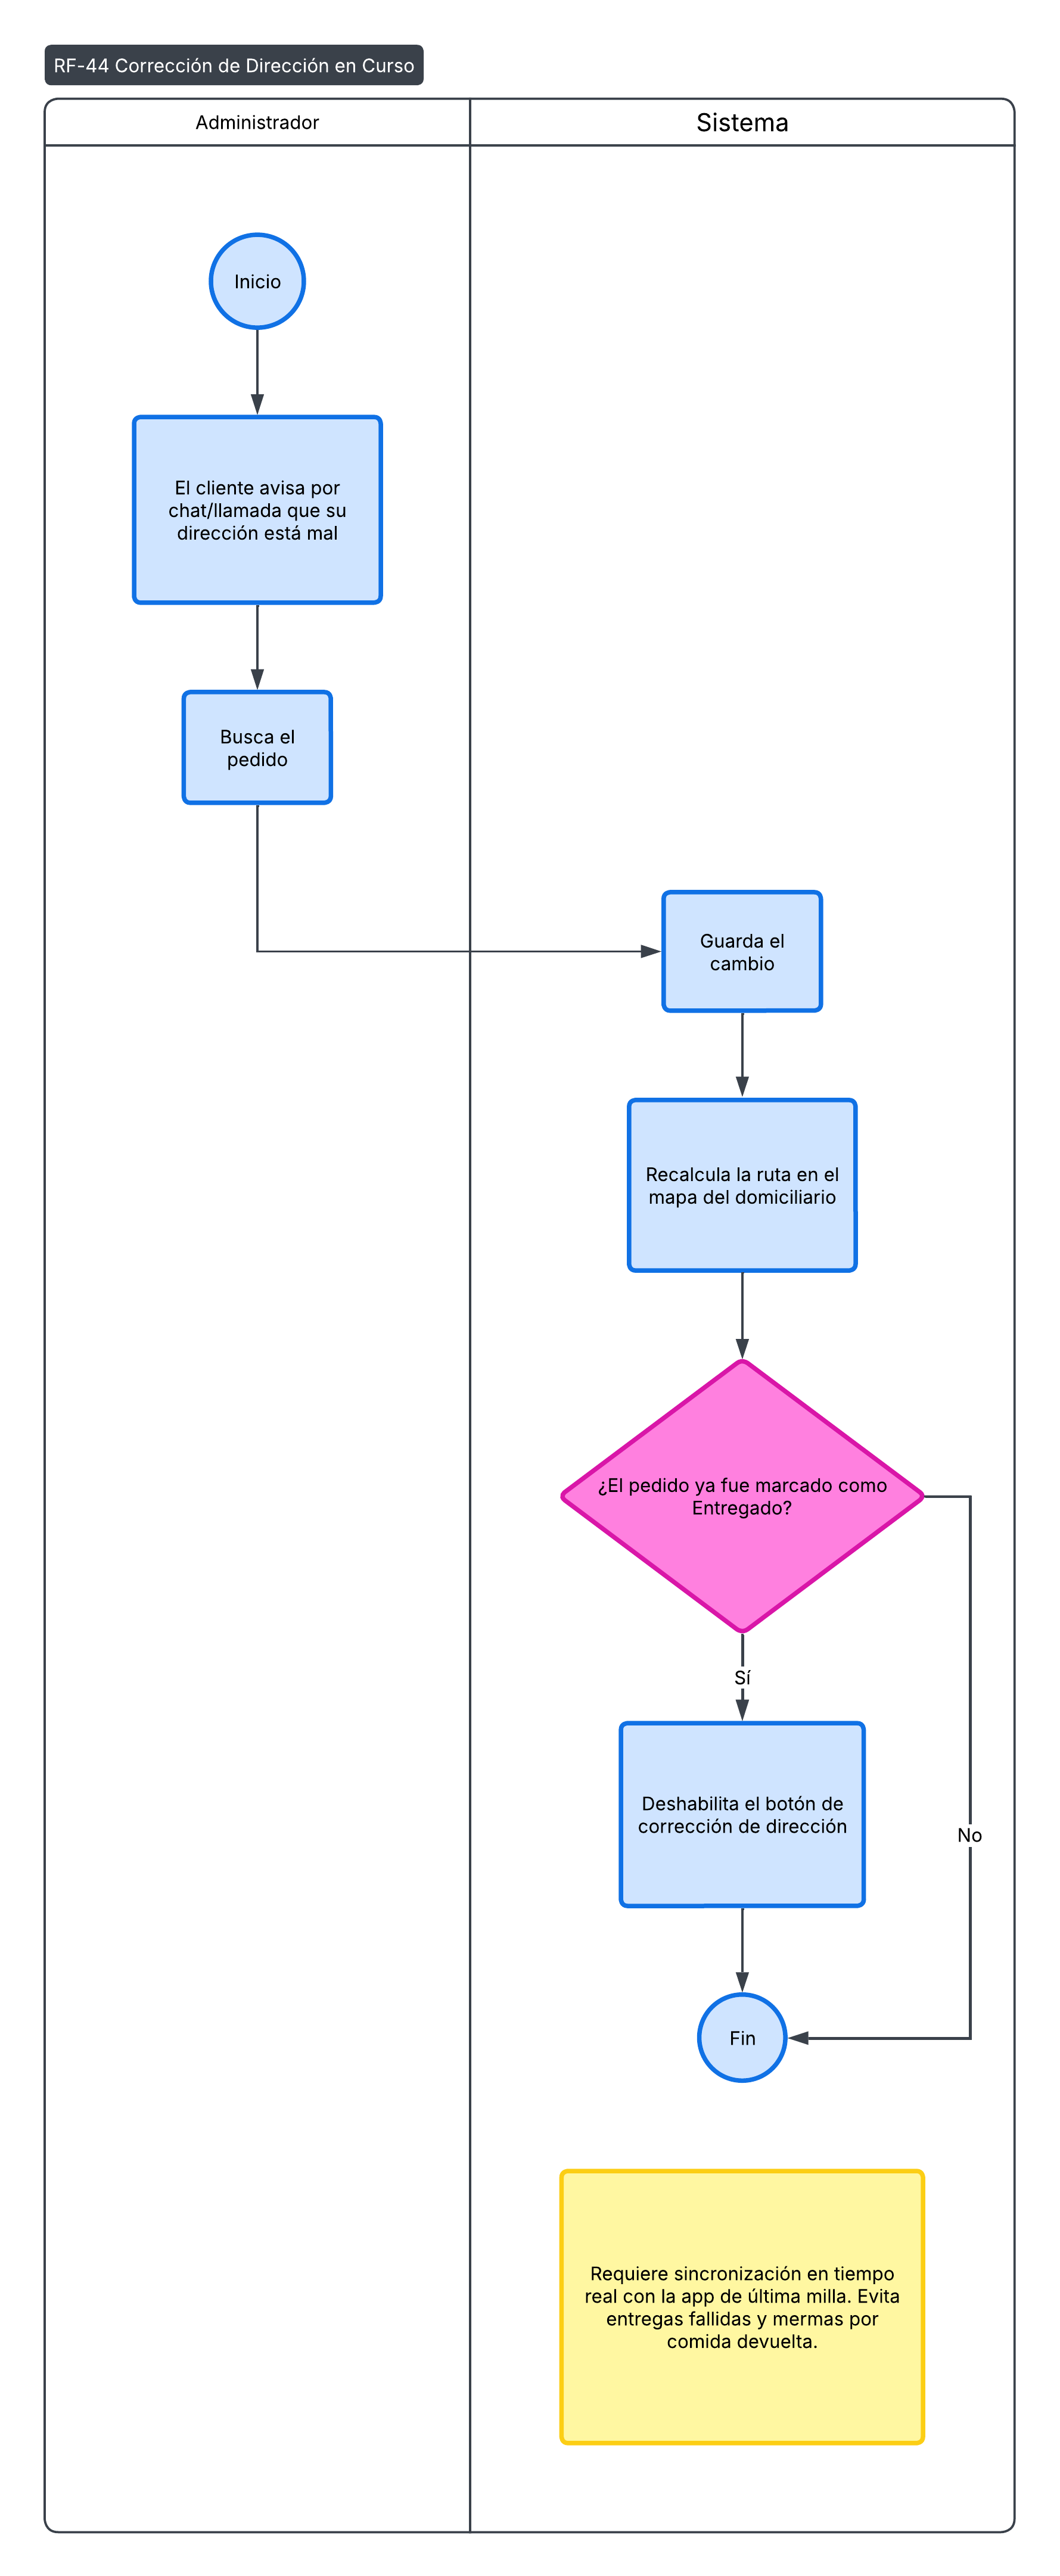 RF-44 Corrección de Dirección en Curso
Administrador
Sistema
Inicio
El cliente avisa por
chat/llamada que su
dirección está mal
Busca el
pedido
Guarda el
cambio
Recalcula la ruta en el
mapa del domiciliario
¿El pedido ya fue marcado como
Entregado?
Sí
Deshabilita el botón de
corrección de dirección
No
Fin
Requiere sincronización en tiempo
real con la app de última milla. Evita
entregas fallidas y mermas por
comida devuelta.